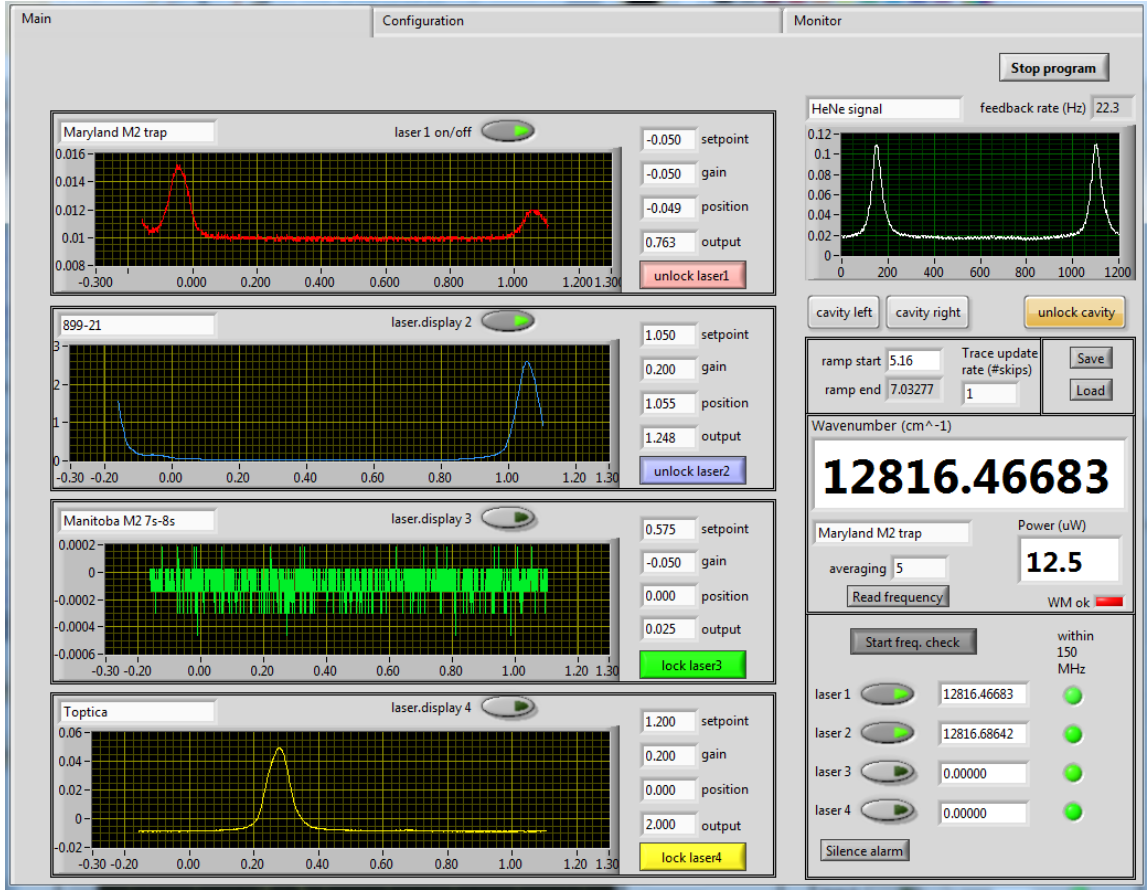 Main
Configuration
Monitor
Stop program
Maryland M2 trap
laser 1 on/off
0.016
0.014
0.012
0.01
0.008
-0.300 0.000 0.200 0.400 0.600 0.800 1.000 1.200 1.300
-0.050 setpoint
-0.050 gain
-0.049 position
0.763 output
unlock laser1
899-21
laser.display 2
3
2
1
0
-0.30 -0.20 0.00 0.20 0.40 0.60 0.80 1.00 1.20 1.30
1.050 setpoint
0.200 gain
1.055 position
1.248 output
unlock laser2
Manitoba M2 7s-8s
laser.display 3
0.0002
0
-0.0002
-0.0004
-0.0006
-0.30 -0.20 0.00 0.20 0.40 0.60 0.80 1.00 1.20 1.30
0.575 setpoint
-0.050 gain
0.000 position
0.025 output
lock laser3
Toptica
laser.display 4
0.06
0.04
0.02
0
-0.02
-0.30 -0.20 0.00 0.20 0.40 0.60 0.80 1.00 1.20 1.30
1.200 setpoint
0.200 gain
0.000 position
2.000 output
lock laser4
HeNe signal
feedback rate (Hz) 22.3
0.12
0.1
0.08
0.06
0.04
0.02
0
0 200 400 600 800 1000 1200
cavity left
cavity right
unlock cavity
ramp start 5.16
ramp end 7.03277
Trace update
rate (#skips)
1
Save
Load
Wavenumber (cm^-1)
12816.46683
Maryland M2 trap
averaging 5
Read frequency
Power (uW)
12.5
WM ok
Start freq. check
within
150
MHz
laser 1 12816.46683
laser 2 12816.68642
laser 3 0.00000
laser 4 0.00000
Silence alarm